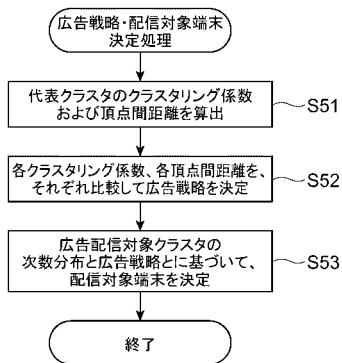 広告戦略・配信対象端末
決定処理
代表クラスタのクラスタリング係数
および頂点間距離を算出
S51
各クラスタリング係数、各頂点間距離を、
それぞれ比較して広告戦略を決定
S52
広告配信対象クラスタの
次数分布と広告戦略とに基づいて、
配信対象端末を決定
S53
終了